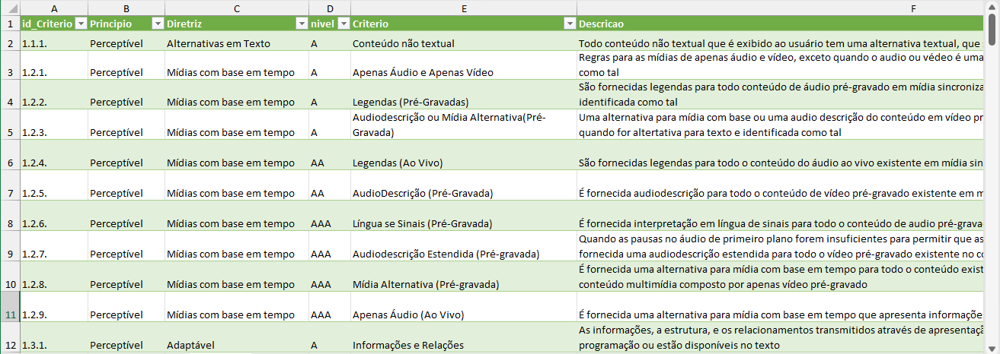 A B C D E F
1 id_Criterio Principio Diretriz nivel Criterio Descricao
2 1.1.1. Perceptível Alternativas em Texto A Conteúdo não textual Todo conteúdo não textual que é exibido ao usuário tem uma alternativa textual, que
Regras para as mídias de apenas áudio e vídeo, exceto quando o audio ou védeo é uma
3 1.2.1. Perceptível Mídias com base em tempo A Apenas Áudio e Apenas Vídeo como tal
São fornecidas legendas para todo conteúdo de áudio pré-gravado em mídia sincroniza
4 1.2.2. Perceptível Mídias com base em tempo A Legendas (Pré-Gravadas) identificada como tal
Audiodescrição ou Mídia Alternativa(Pré- Uma alternativa para mídia com base ou uma audio descrição do conteúdo em vídeo pr
5 1.2.3. Perceptível Mídias com base em tempo A Gravada) quando for altertativa para texto e identificada como tal
6 1.2.4. Perceptível Mídias com base em tempo AA Legendas (Ao Vivo) São fornecidas legendas para todo o conteúdo do áudio ao vivo existente em mídia sin
7 1.2.5. Perceptível Mídias com base em tempo AA AudioDescrição (Pré-Gravada) É fornecida audiodescrição para todo o conteúdo de vídeo pré-gravado existente em m
8 1.2.6. Perceptível Mídias com base em tempo AAA Língua se Sinais (Pré-Gravada) É fornecida interpretação em língua de sinais para todo o conteúdo de audio pré-grava
Quando as pausas no áudio de primeiro plano forem insuficientes para permitir que as
9 1.2.7. Perceptível Mídias com base em tempo AAA Audiodescrição Estendida (Pré-gravada) fornecida uma audiodescrição estendida para todo o vídeo pré-gravado existente no co
É fornecida uma alternativa para mídia com base em tempo para todo o conteúdo exist
10 1.2.8. Perceptível Mídias com base em tempo AAA Mídia Alternativa (Pré-gravada) conteúdo multimídia composto por apenas vídeo pré-gravado
11 1.2.9. Perceptível Mídias com base em tempo AAA Apenas Áudio (Ao Vivo) É fornecida uma alternativa para mídia com base em tempo que apresenta informaçõe
As informações, a estrutura, e os relacionamentos transmitidos através de apresentaçã
12 1.3.1. Perceptível Adaptável A Informações e Relações programação ou estão disponíveis no texto